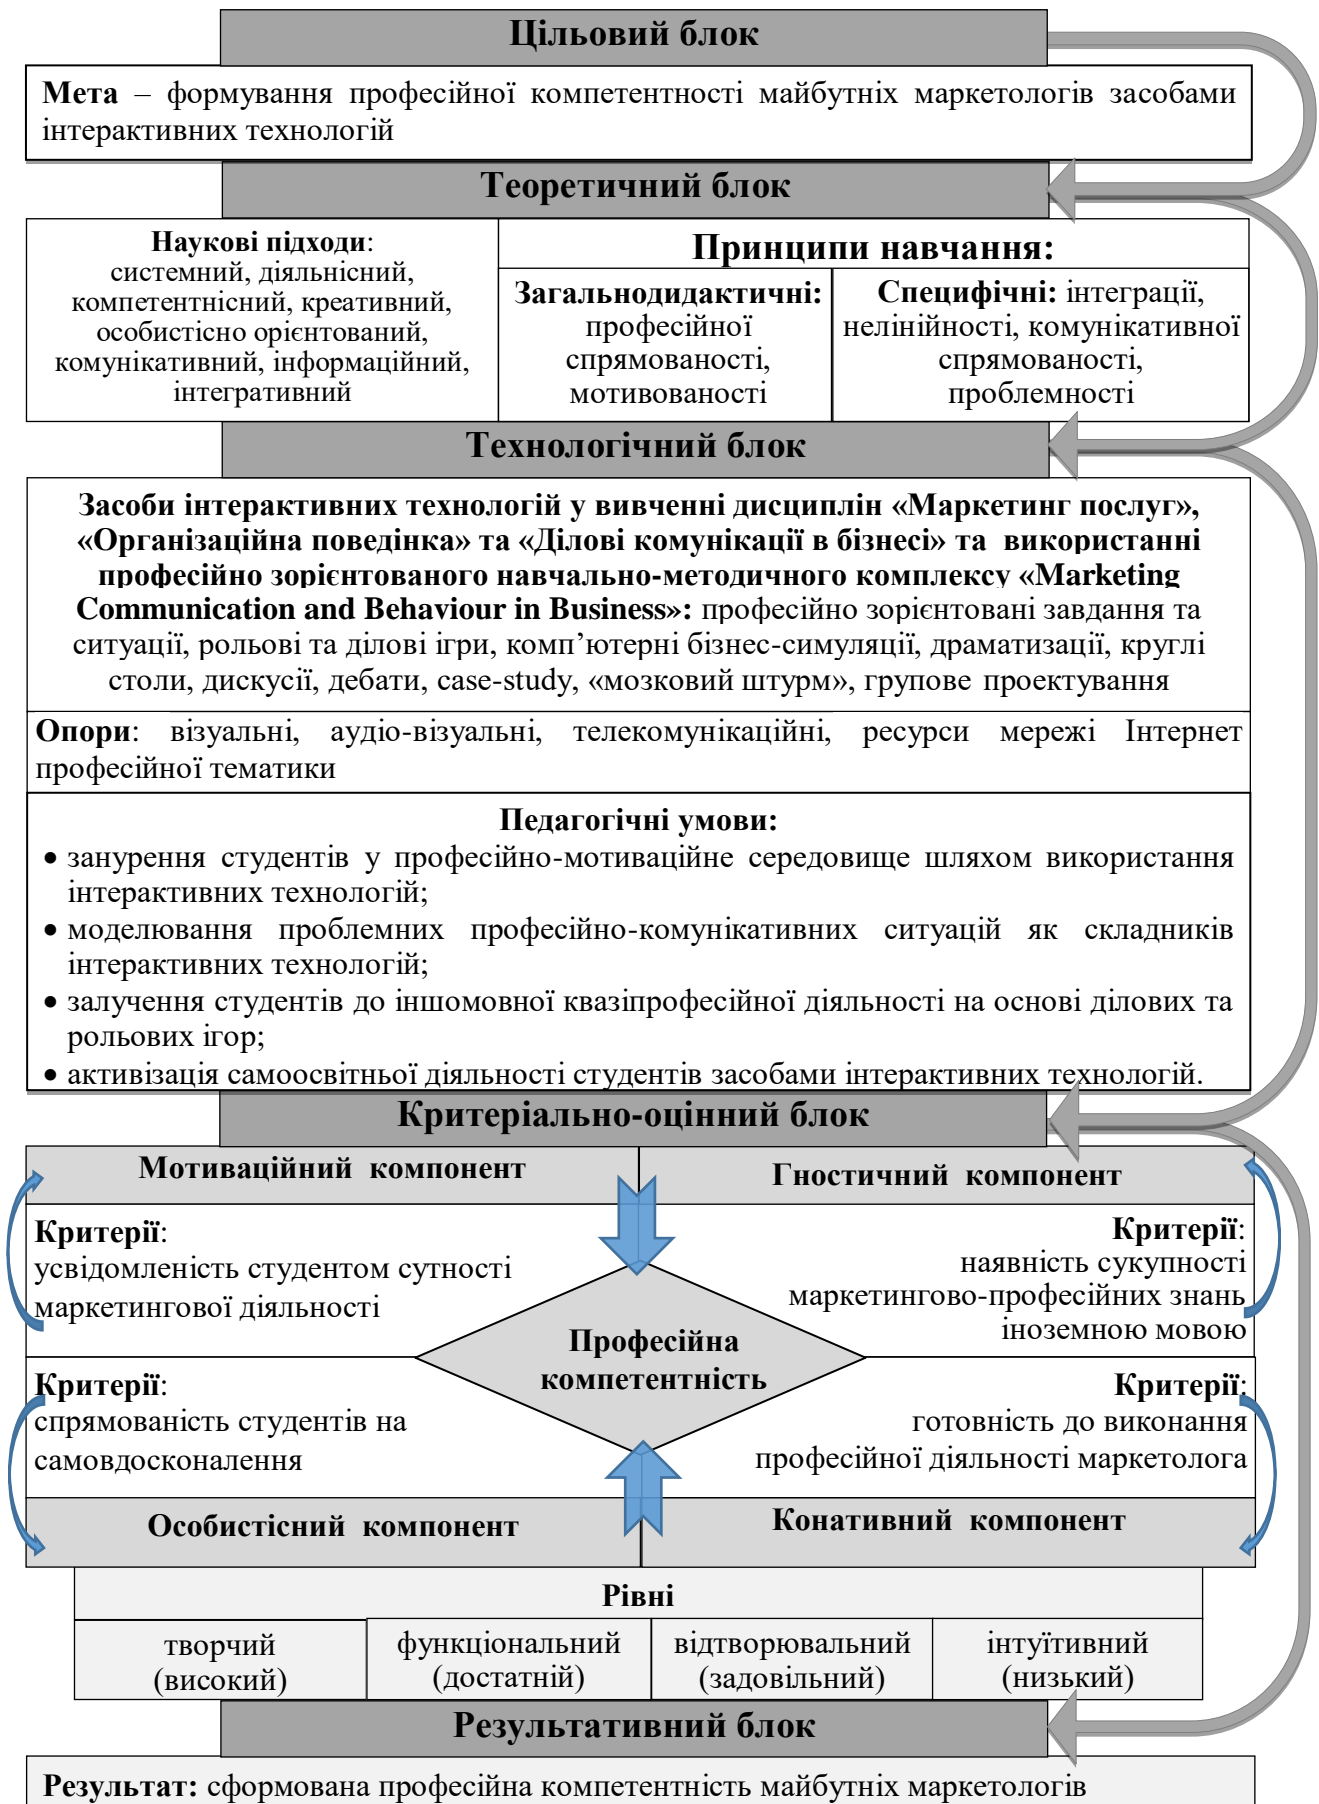 Цільовий блок
Мета – формування професійної компетентності майбутніх маркетологів засобами
інтерактивних технологій
Теоретичний блок
Наукові підходи:
системний, діяльнісний,
компетентнісний, креативний,
особистісно орієнтований,
комунікативний, інформаційний,
інтегративний
Принципи навчання:
Загальнодидактичні:
професійної
спрямованості,
мотивованості
Специфічні: інтеграції,
нелінійності, комунікативної
спрямованості,
проблемності
Технологічний блок
Засоби інтерактивних технологій у вивченні дисциплін «Маркетинг послуг»,
«Організаційна поведінка» та «Ділові комунікації в бізнесі» та використанні
професійно зорієнтованого навчально-методичного комплексу «Marketing
Communication and Behaviour in Business»: професійно зорієнтовані завдання та
ситуації, рольові та ділові ігри, комп’ютерні бізнес-симуляції, драматизації, круглі
столи, дискусії, дебати, case-study, «мозковий штурм», групове проектування
Опори: візуальні, аудіо-візуальні, телекомунікаційні, ресурси мережі Інтернет
професійної тематики
Педагогічні умови:
• занурення студентів у професійно-мотиваційне середовище шляхом використання
інтерактивних технологій;
• моделювання проблемних професійно-комунікативних ситуацій як складників
інтерактивних технологій;
• залучення студентів до іншомовної квазіпрофесійної діяльності на основі ділових та
рольових ігор;
• активізація самоосвітньої діяльності студентів засобами інтерактивних технологій.
Критеріально-оцінний блок
Мотиваційний компонент
Гностичний компонент
Критерії:
усвідомленість студентом сутності
маркетингової діяльності
Критерії:
наявність сукупності
маркетингово-професійних знань
іноземною мовою
Професійна
компетентність
Критерії:
спрямованість студентів на
самовдосконалення
Критерії:
готовність до виконання
професійної діяльності маркетолога
Особистісний компонент
Конативний компонент
Рівні
творчий
(високий)
функціональний
(достатній)
відтворювальний
(задовільний)
інтуїтивний
(низький)
Результативний блок
Результат: сформована професійна компетентність майбутніх маркетологів